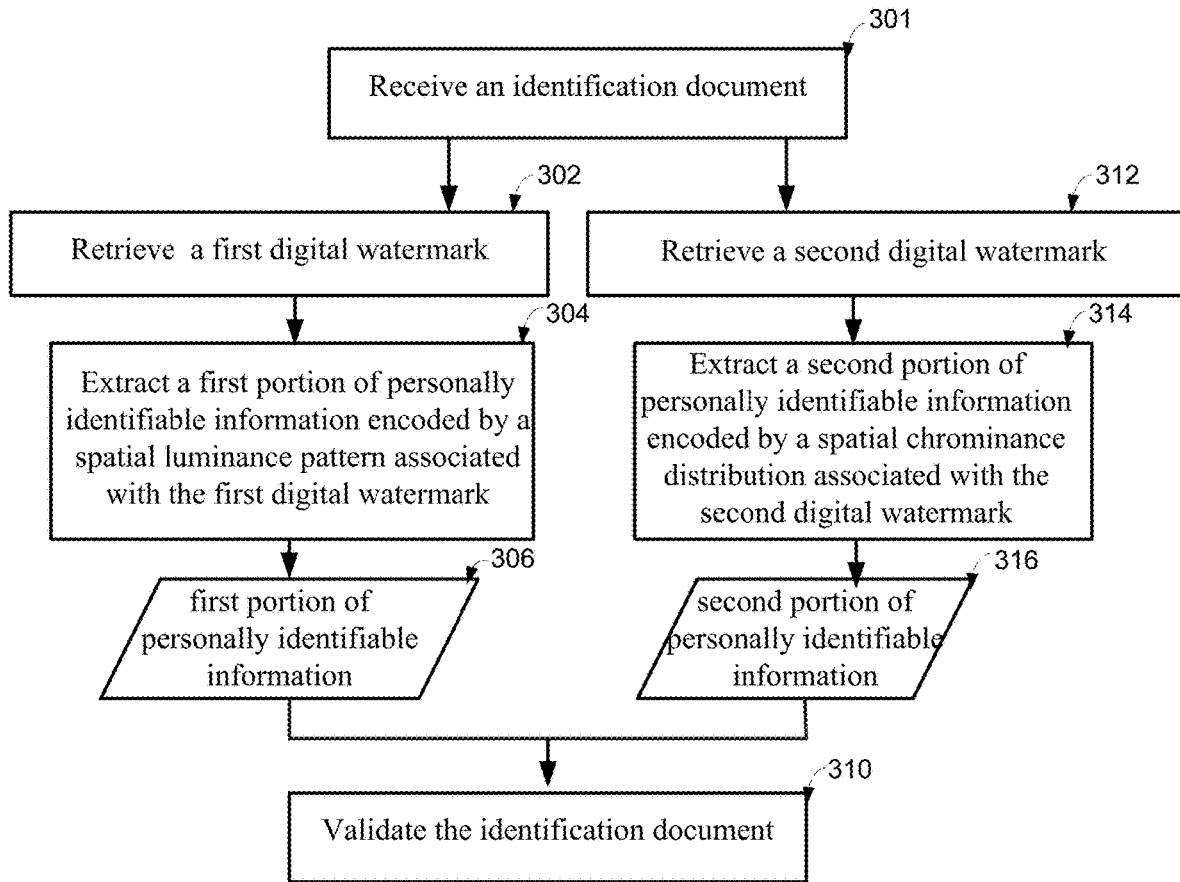 301
Receive an identification document
302
312
Retrieve a first digital watermark
Retrieve a second digital watermark
304
314
Extract a first portion of personally
identifiable information encoded by a
spatial luminance pattern associated
with the first digital watermark
Extract a second portion of
personally identifiable information
encoded by a spatial chrominance
distribution associated with the
second digital watermark
306
316
first portion of
personally identifiable
information
second portion of
personally identifiable
information
310
Validate the identification document